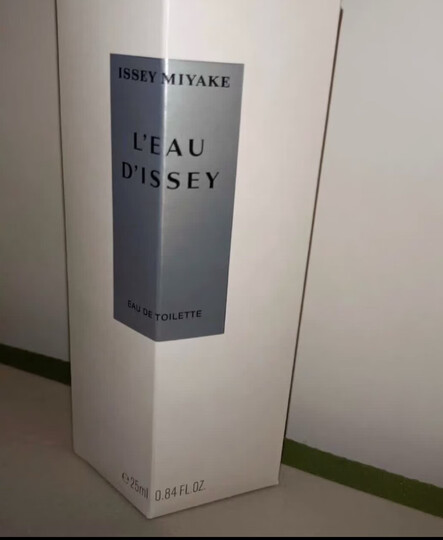 ISSEY MIYAKE
L'EAU
D'ISSEY
EAU DE TOILETTE
℮ 25ml 0.84 FL.OZ.